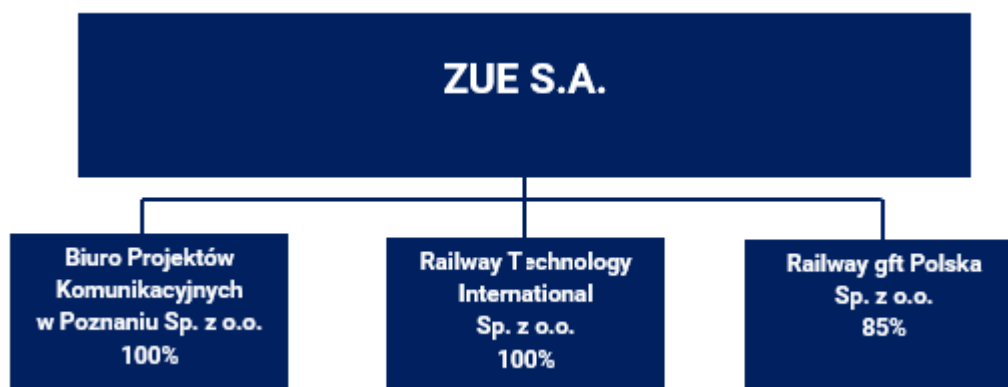 ZUE S.A.
Biuro Projektów
Komunikacyjnych
w Poznaniu Sp. z o.o.
100%
Railway Technology
International
Sp. z o.o.
100%
Railway gft Polska
Sp. z o.o.
85%